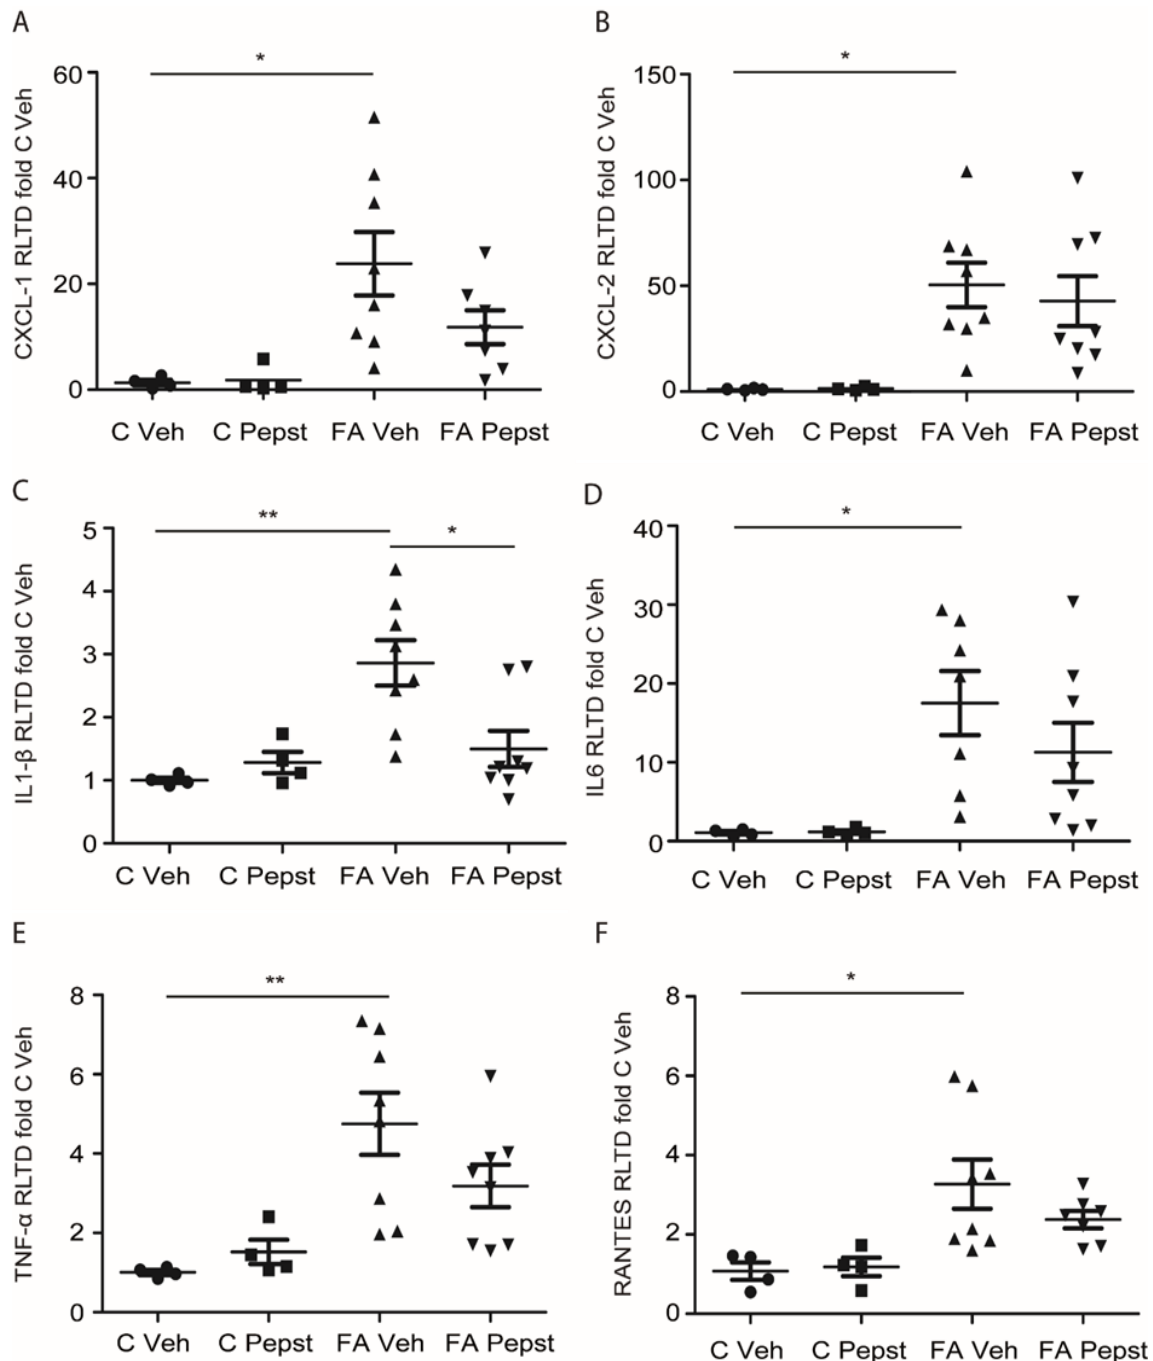 A
CXCL-1 RLTD fold C Veh
60
40
20
0
*
C Veh C Pepst FA Veh FA Pepst
B
CXCL-2 RLTD fold C Veh
150
100
50
0
*
C Veh C Pepst FA Veh FA Pepst
C
IL1-β RLTD fold C Veh
5
4
3
2
1
0
**
*
C Veh C Pepst FA Veh FA Pepst
D
IL6 RLTD fold C Veh
40
30
20
10
0
*
C Veh C Pepst FA Veh FA Pepst
E
TNF-α RLTD fold C Veh
8
6
4
2
0
**
C Veh C Pepst FA Veh FA Pepst
F
RANTES RLTD fold C Veh
8
6
4
2
0
*
C Veh C Pepst FA Veh FA Pepst